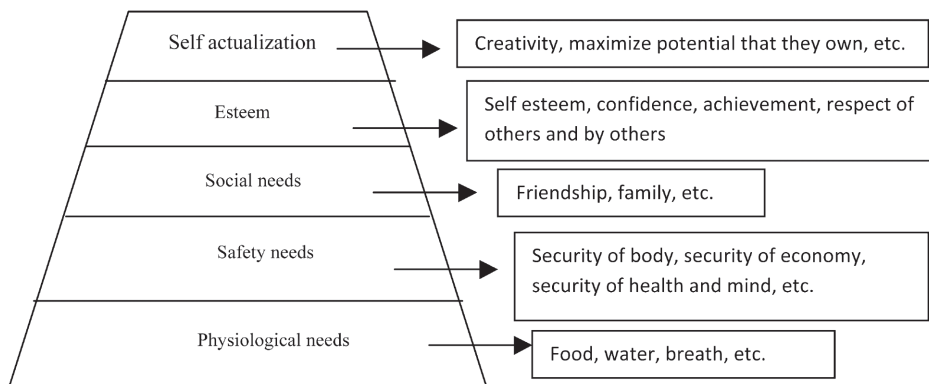 Self actualization
Creativity, maximize potential that they own, etc.
Esteem
Self esteem, confidence, achievement, respect of
others and by others
Social needs
Friendship, family, etc.
Safety needs
Security of body, security of economy,
security of health and mind, etc.
Physiological needs
Food, water, breath, etc.